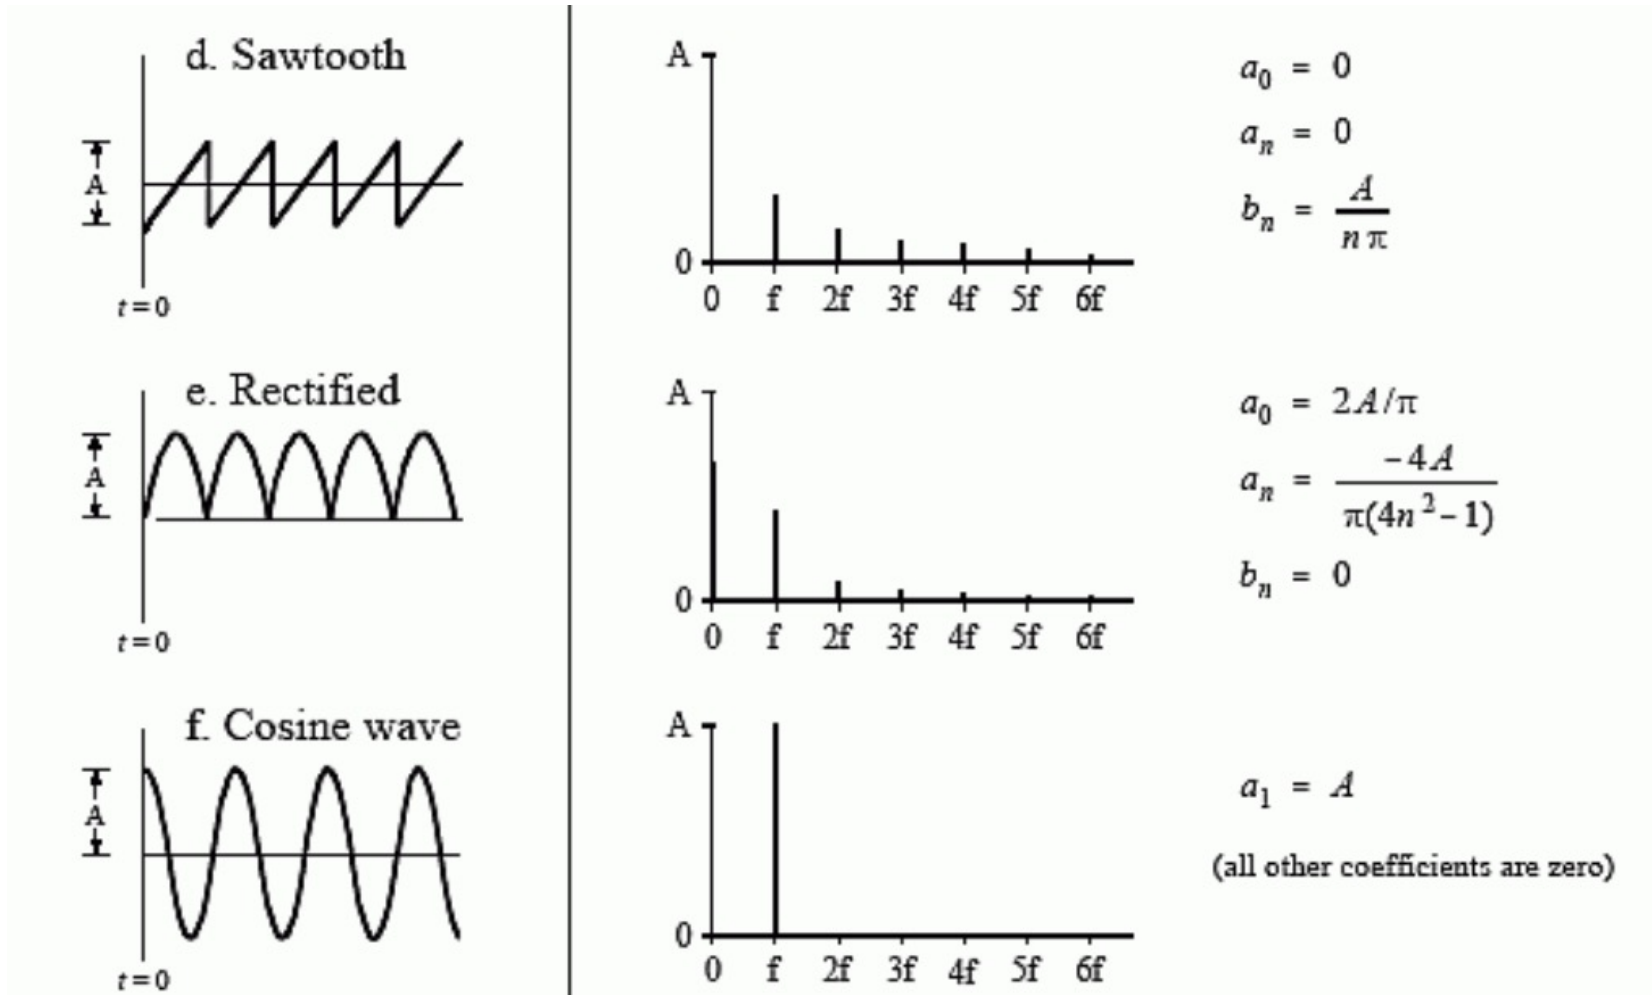 d. Sawtooth
A
t = 0
A
0
0 f 2f 3f 4f 5f 6f
a₀ = 0
aₙ = 0
bₙ = A / n π
e. Rectified
A
t = 0
A
0
0 f 2f 3f 4f 5f 6f
a₀ = 2A/π
aₙ = −4A / π(4n² − 1)
bₙ = 0
f. Cosine wave
A
t = 0
A
0
0 f 2f 3f 4f 5f 6f
a₁ = A
(all other coefficients are zero)